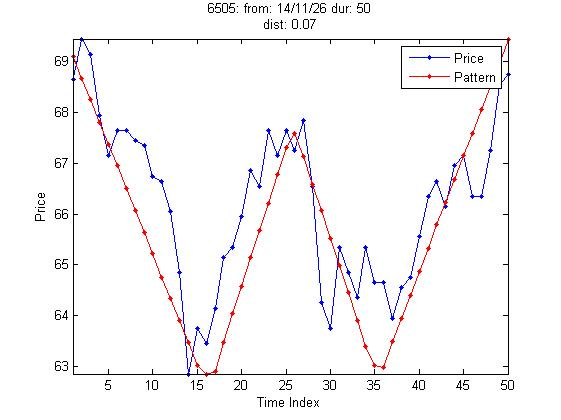 6505: from: 14/11/26 dur: 50
dist: 0.07
Price
Pattern
69
68
67
66
65
64
63
Price
5 10 15 20 25 30 35 40 45 50
Time Index